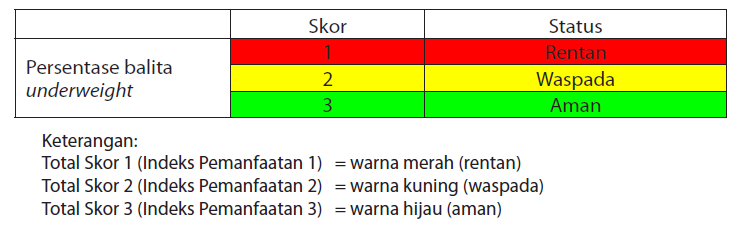 Skor Status
Persentase balita underweight 1 Rentan
2 Waspada
3 Aman
Keterangan:
Total Skor 1 (Indeks Pemanfaatan 1) = warna merah (rentan)
Total Skor 2 (Indeks Pemanfaatan 2) = warna kuning (waspada)
Total Skor 3 (Indeks Pemanfaatan 3) = warna hijau (aman)